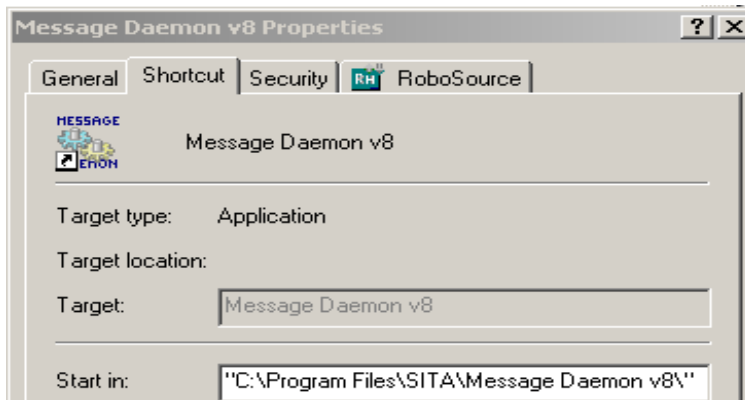 Message Daemon v8 Properties
General Shortcut Security RH RoboSource
MESSAGE
Message Daemon v8
Target type: Application
Target location:
Target: Message Daemon v8
Start in: "C:\Program Files\SITA\Message Daemon v8\"